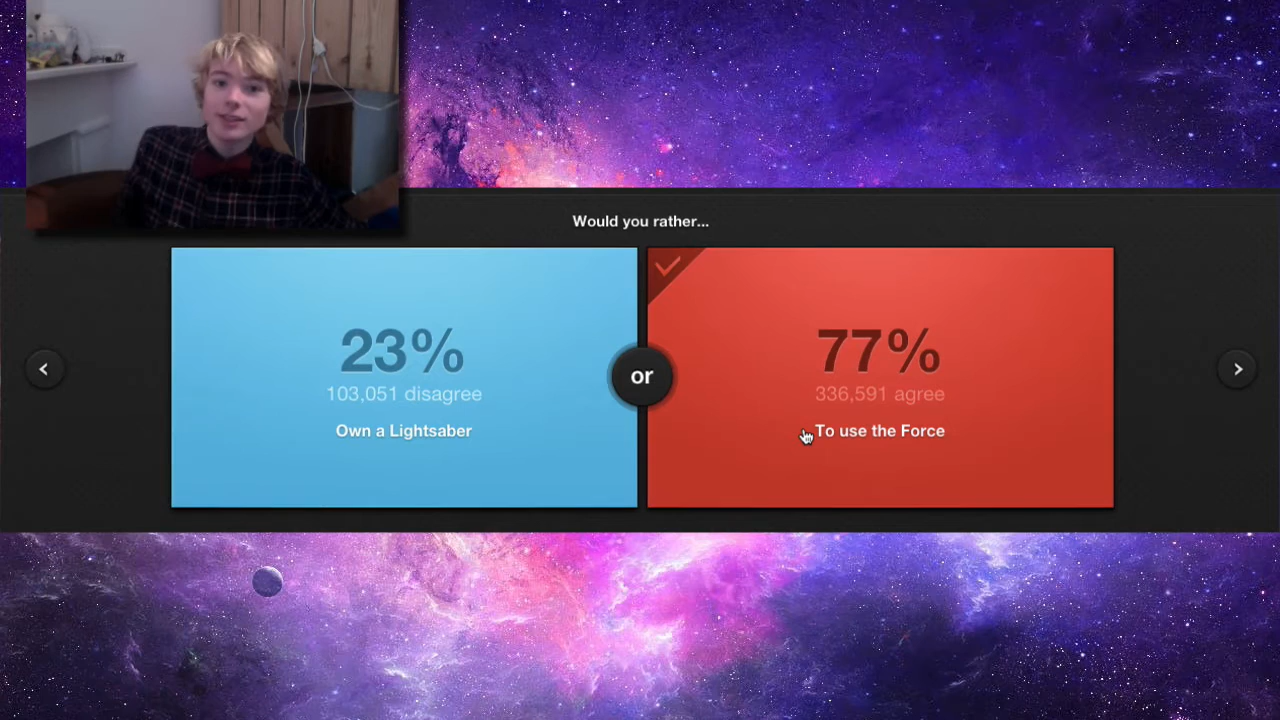 Would you rather...
23%
103,051 disagree
Own a Lightsaber
or
77%
336,591 agree
To use the Force